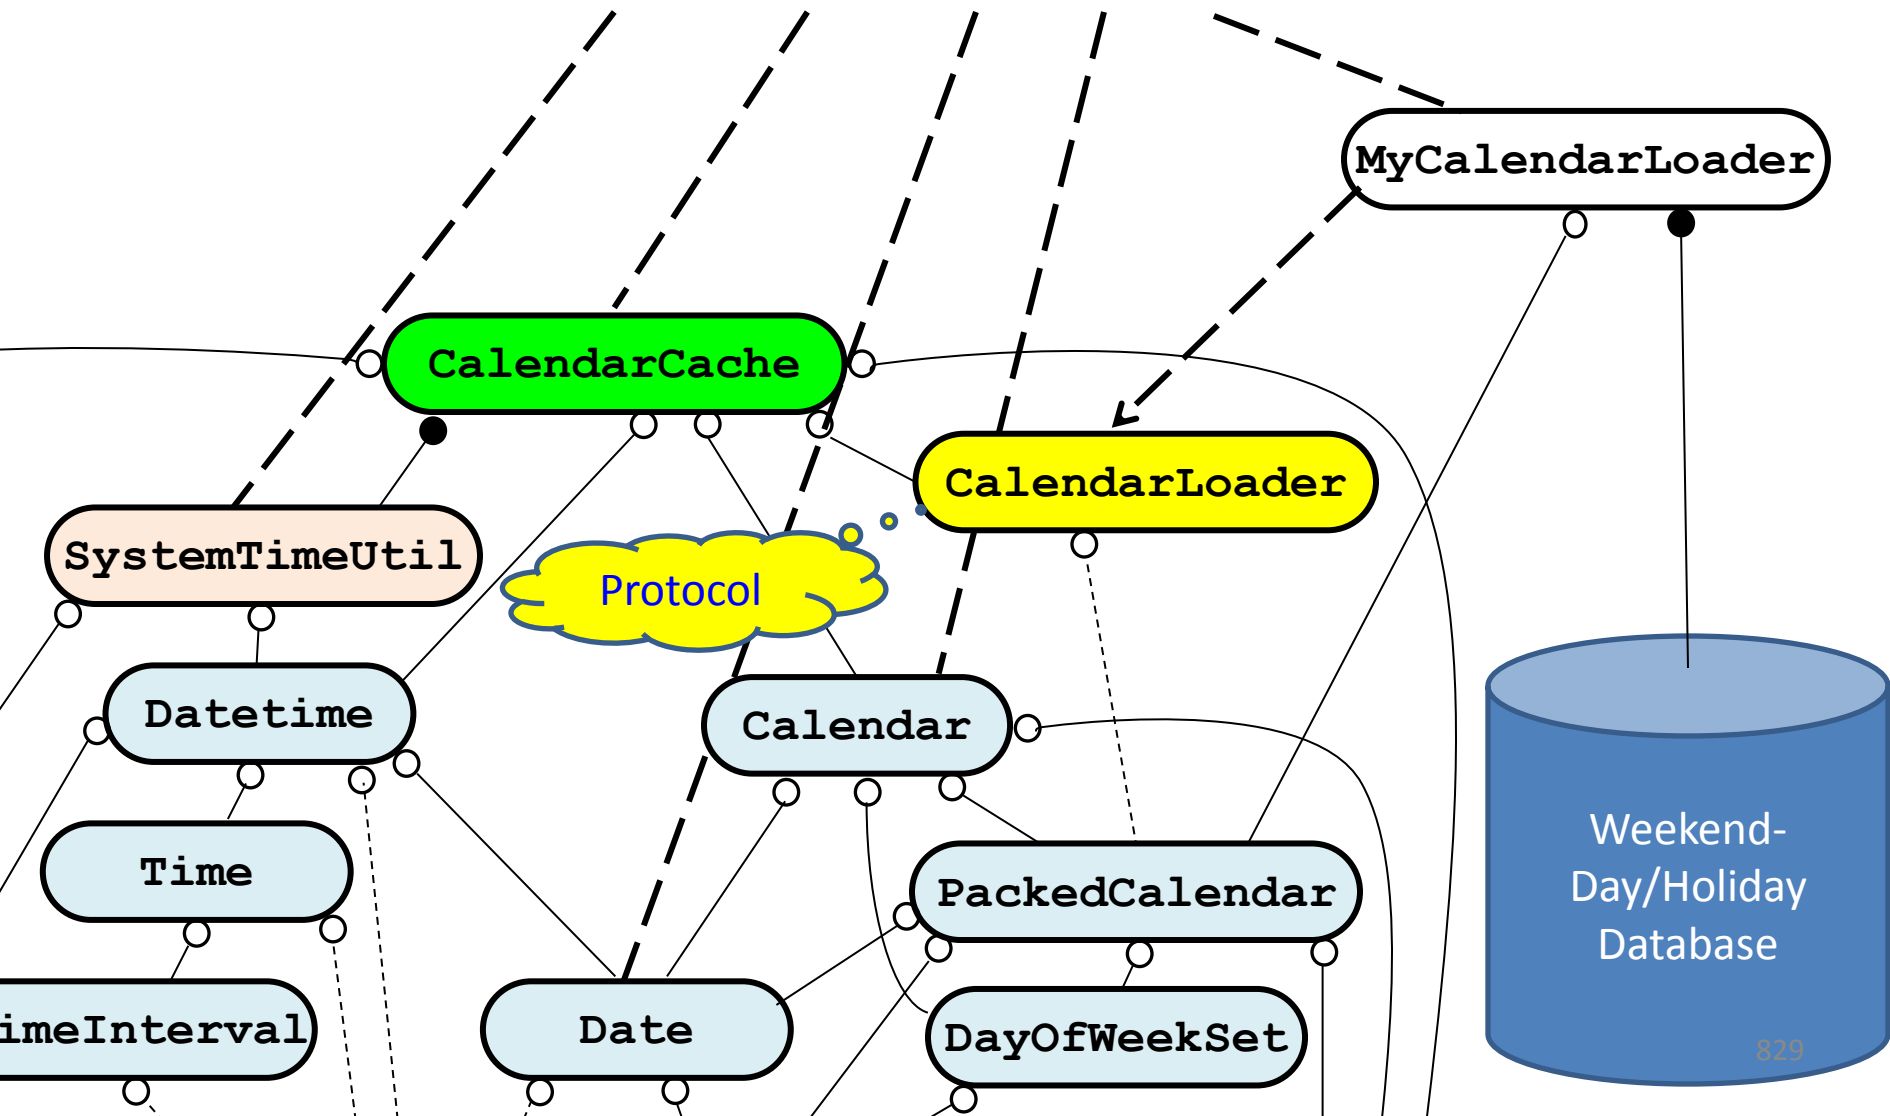 MyCalendarLoader
CalendarCache
CalendarLoader
SystemTimeUtil
Protocol
Datetime
Calendar
Time
PackedCalendar
Weekend-
Day/Holiday
Database
imeInterval
Date
DayOfWeekSet
829